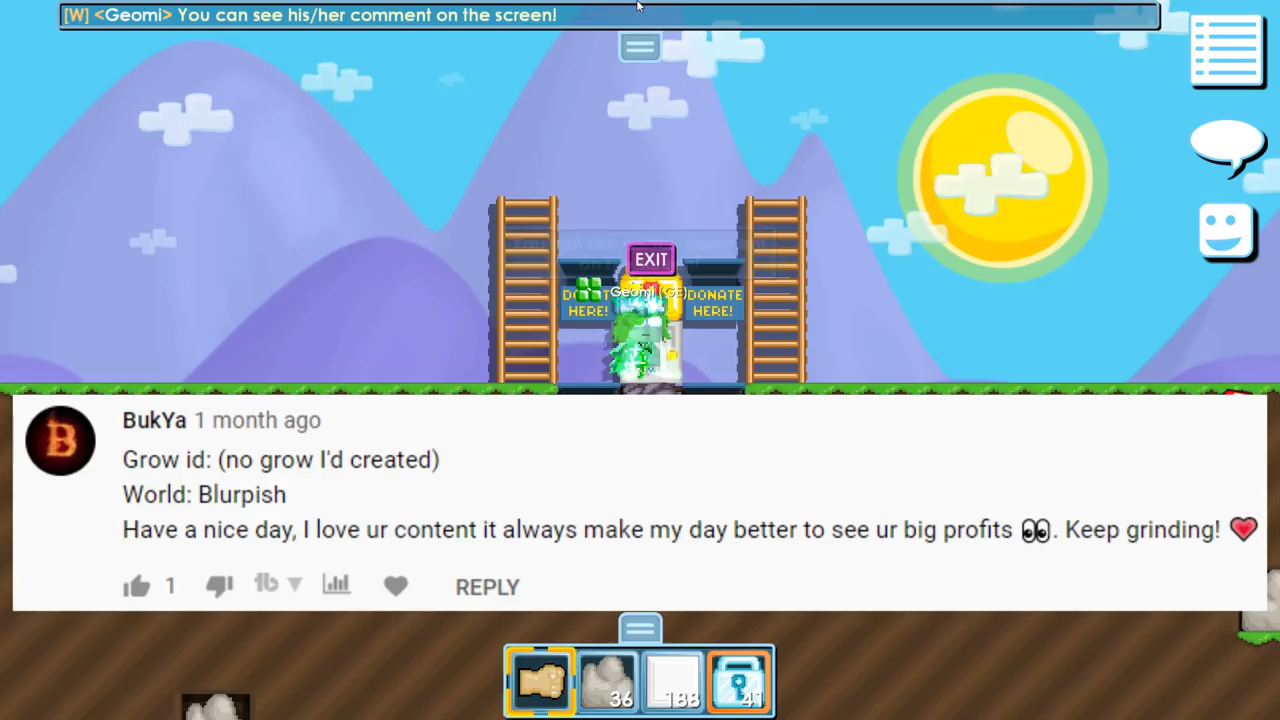 [W] <Geomi> You can see his/her comment on the screen!
EXIT
Geomi (GE)
HERE!
DONATE
HERE!
BukYa 1 month ago
Grow id: (no grow I'd created)
World: Blurpish
Have a nice day, I love ur content it always make my day better to see ur big profits 👀. Keep grinding! ❤️
1
REPLY
36
188
41